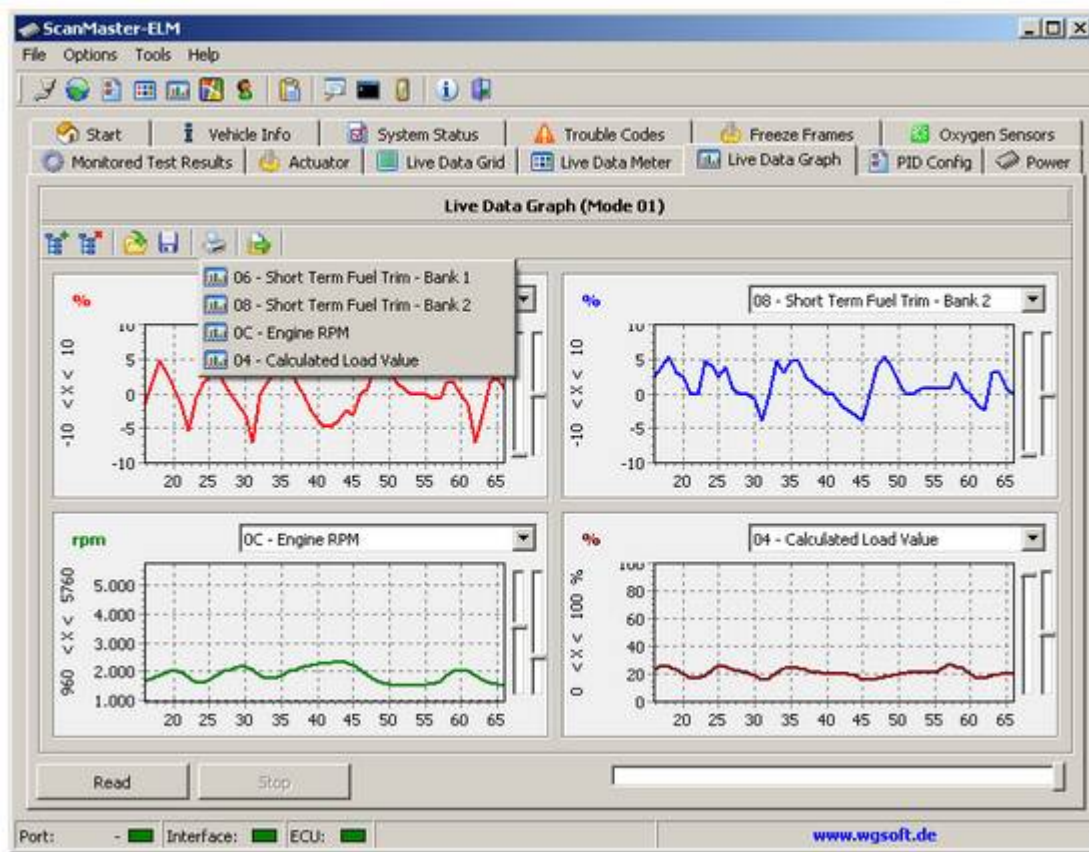 ScanMaster-ELM
File Options Tools Help
Start Vehicle Info System Status Trouble Codes Freeze Frames Oxygen Sensors
Monitored Test Results Actuator Live Data Grid Live Data Meter Live Data Graph PID Config Power
Live Data Graph (Mode 01)
06 - Short Term Fuel Trim - Bank 1
08 - Short Term Fuel Trim - Bank 2
0C - Engine RPM
04 - Calculated Load Value
%
-10 < X < 10
10
5
0
-5
-10
20 25 30 35 40 45 50 55 60 65
% 08 - Short Term Fuel Trim - Bank 2
-10 < X < 10
10
5
0
-5
-10
20 25 30 35 40 45 50 55 60 65
rpm 0C - Engine RPM
960 < X < 5760
5.000
4.000
3.000
2.000
1.000
20 25 30 35 40 45 50 55 60 65
% 04 - Calculated Load Value
0 < X < 100 %
100
80
60
40
20
0
20 25 30 35 40 45 50 55 60 65
Read Stop
Port: - Interface: ECU: www.wgsoft.de